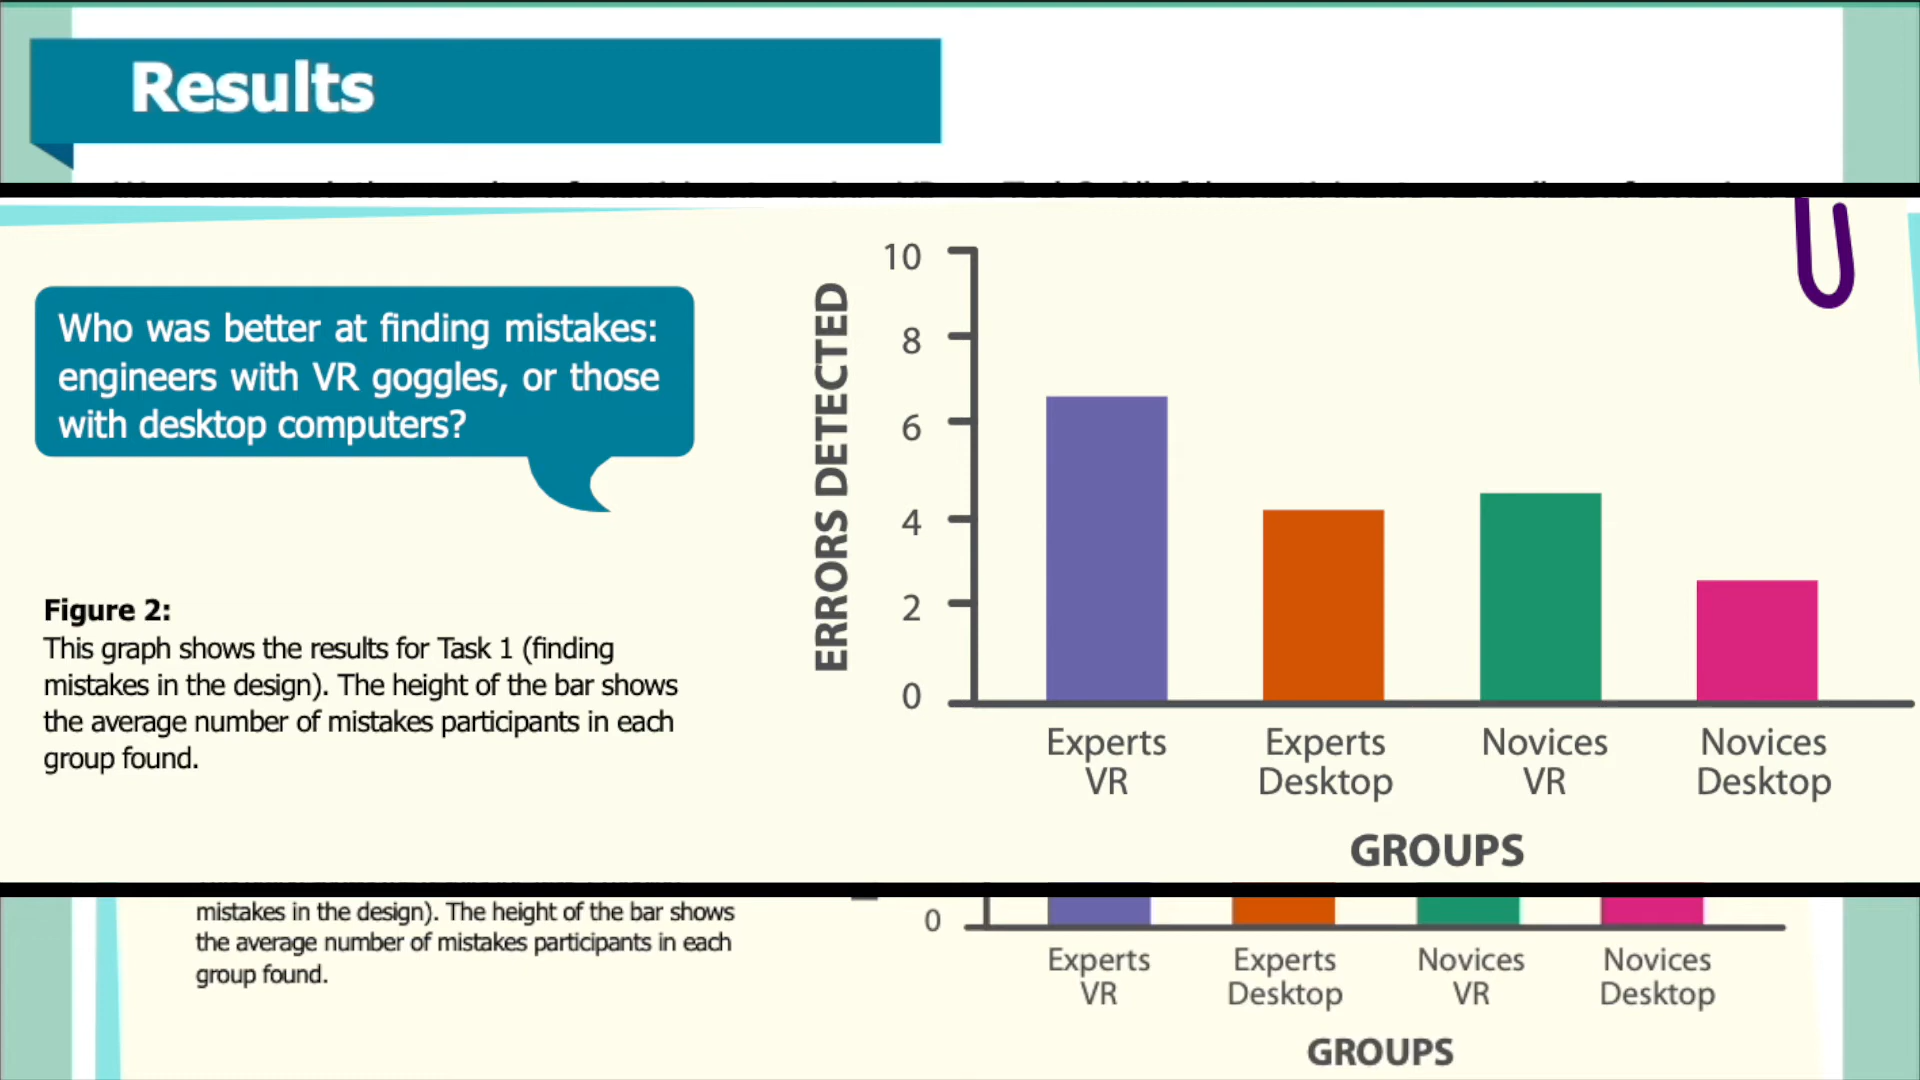 Results
Who was better at finding mistakes:
engineers with VR goggles, or those
with desktop computers?
Figure 2:
This graph shows the results for Task 1 (finding
mistakes in the design). The height of the bar shows
the average number of mistakes participants in each
group found.
ERRORS DETECTED
10
8
6
4
2
0
Experts
VR
Experts
Desktop
Novices
VR
Novices
Desktop
GROUPS
mistakes in the design). The height of the bar shows
the average number of mistakes participants in each
group found.
0
Experts
VR
Experts
Desktop
Novices
VR
Novices
Desktop
GROUPS